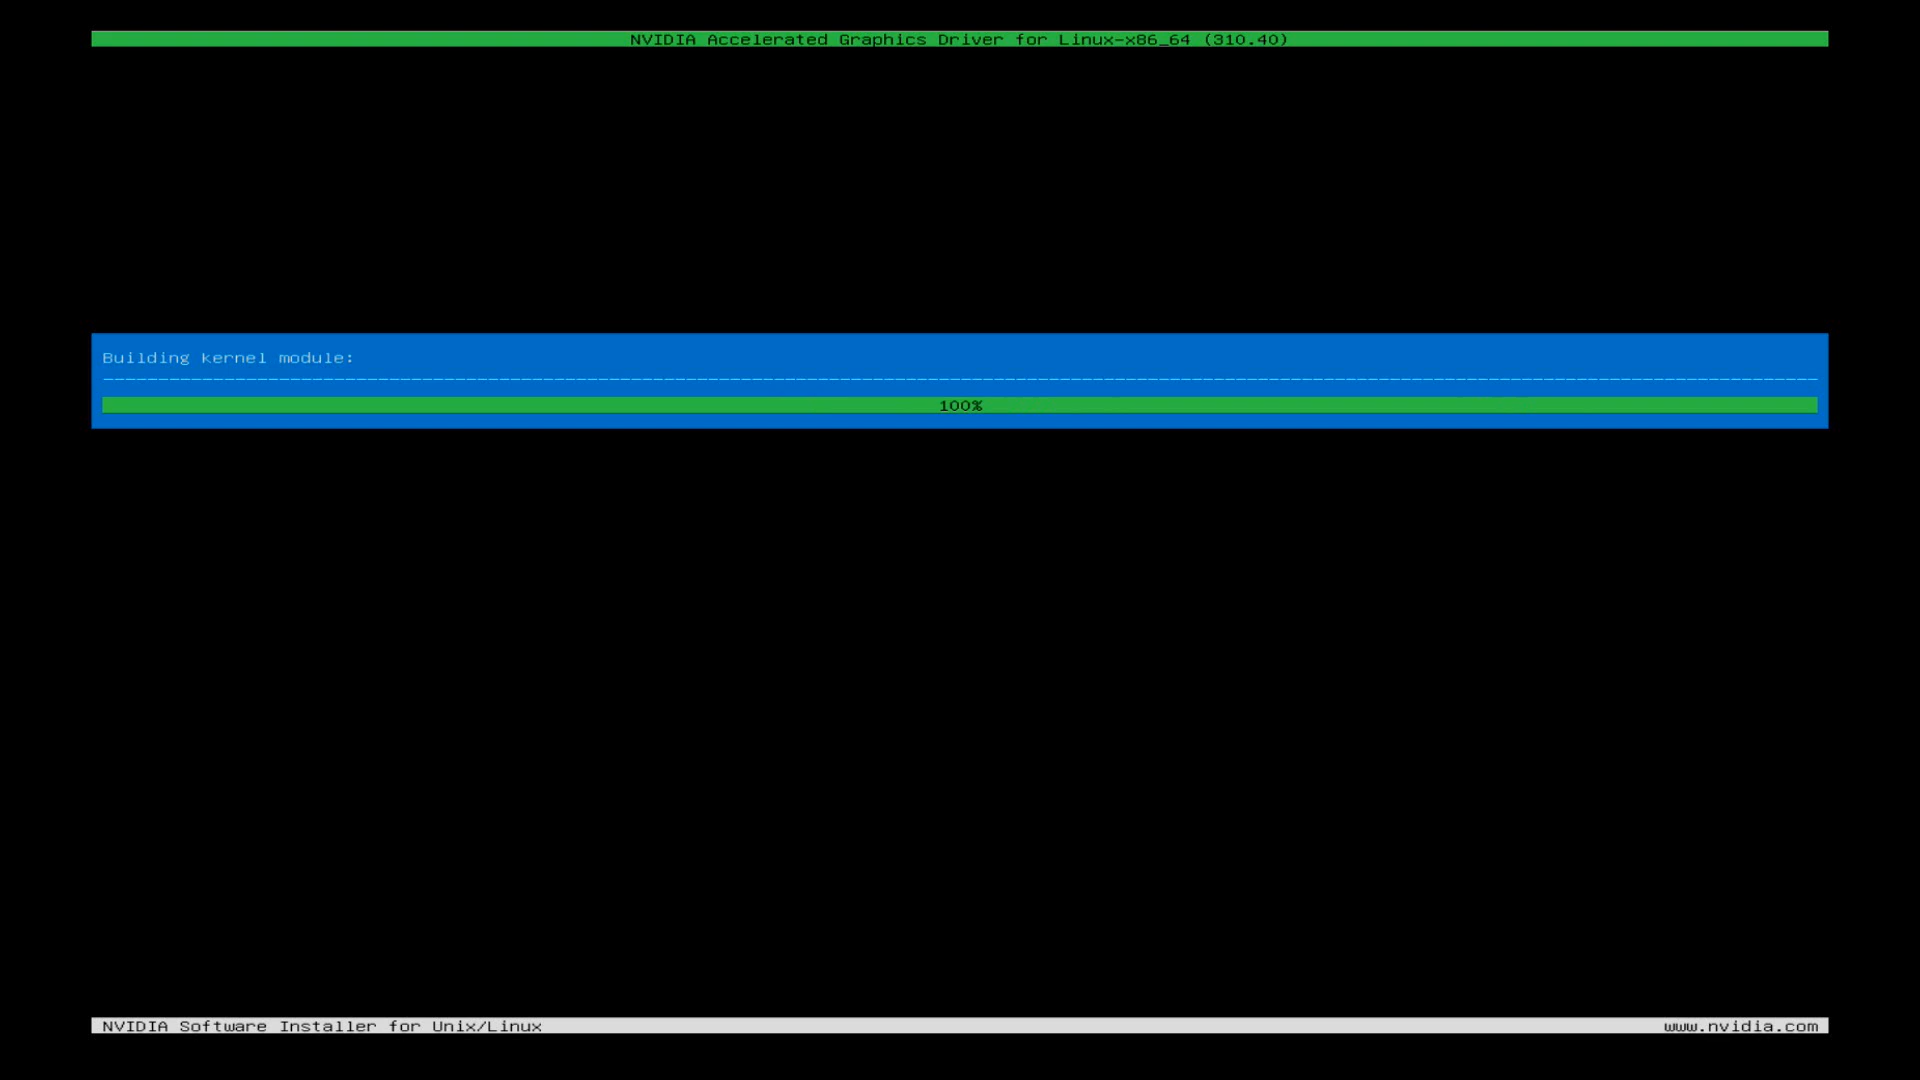 NVIDIA Accelerated Graphics Driver for Linux-x86_64 (310.40)
Building kernel module:
100%
NVIDIA Software Installer for Unix/Linux www.nvidia.com